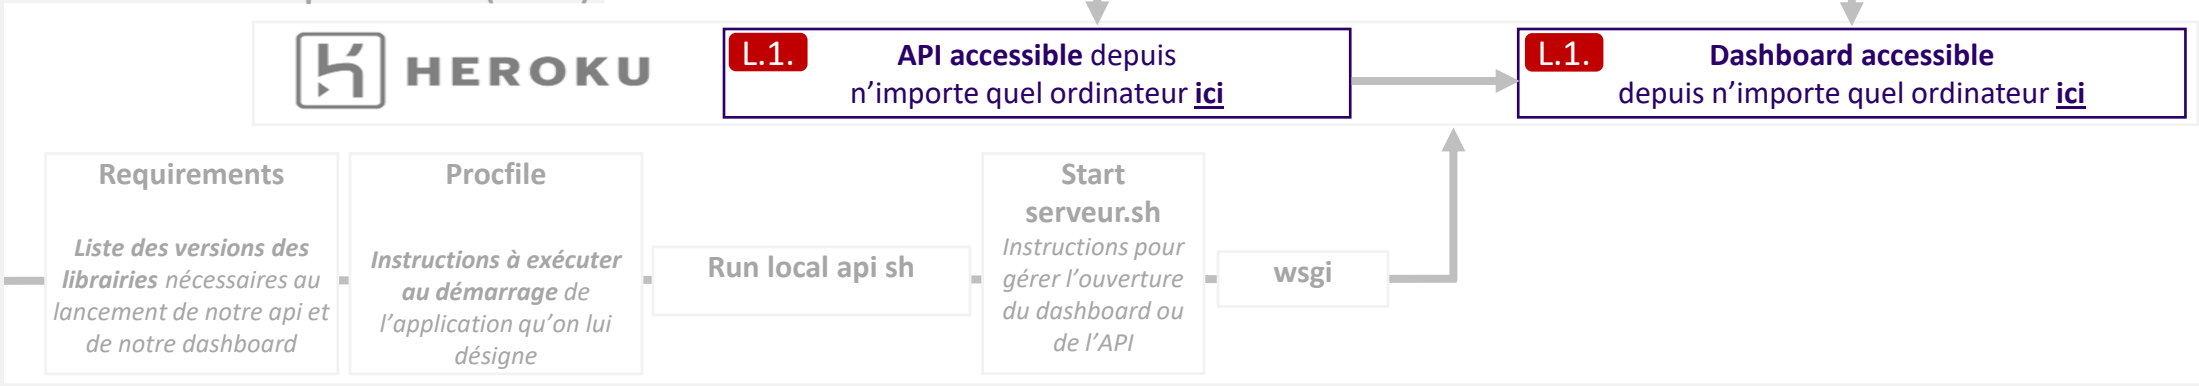 HEROKU
L.1.
API accessible depuis
n’importe quel ordinateur ici
L.1.
Dashboard accessible
depuis n’importe quel ordinateur ici
Requirements
Liste des versions des
librairies nécessaires au
lancement de notre api et
de notre dashboard
Procfile
Instructions à exécuter
au démarrage de
l’application qu’on lui
désigne
Run local api sh
Start
serveur.sh
Instructions pour
gérer l’ouverture
du dashboard ou
de l’API
wsgi